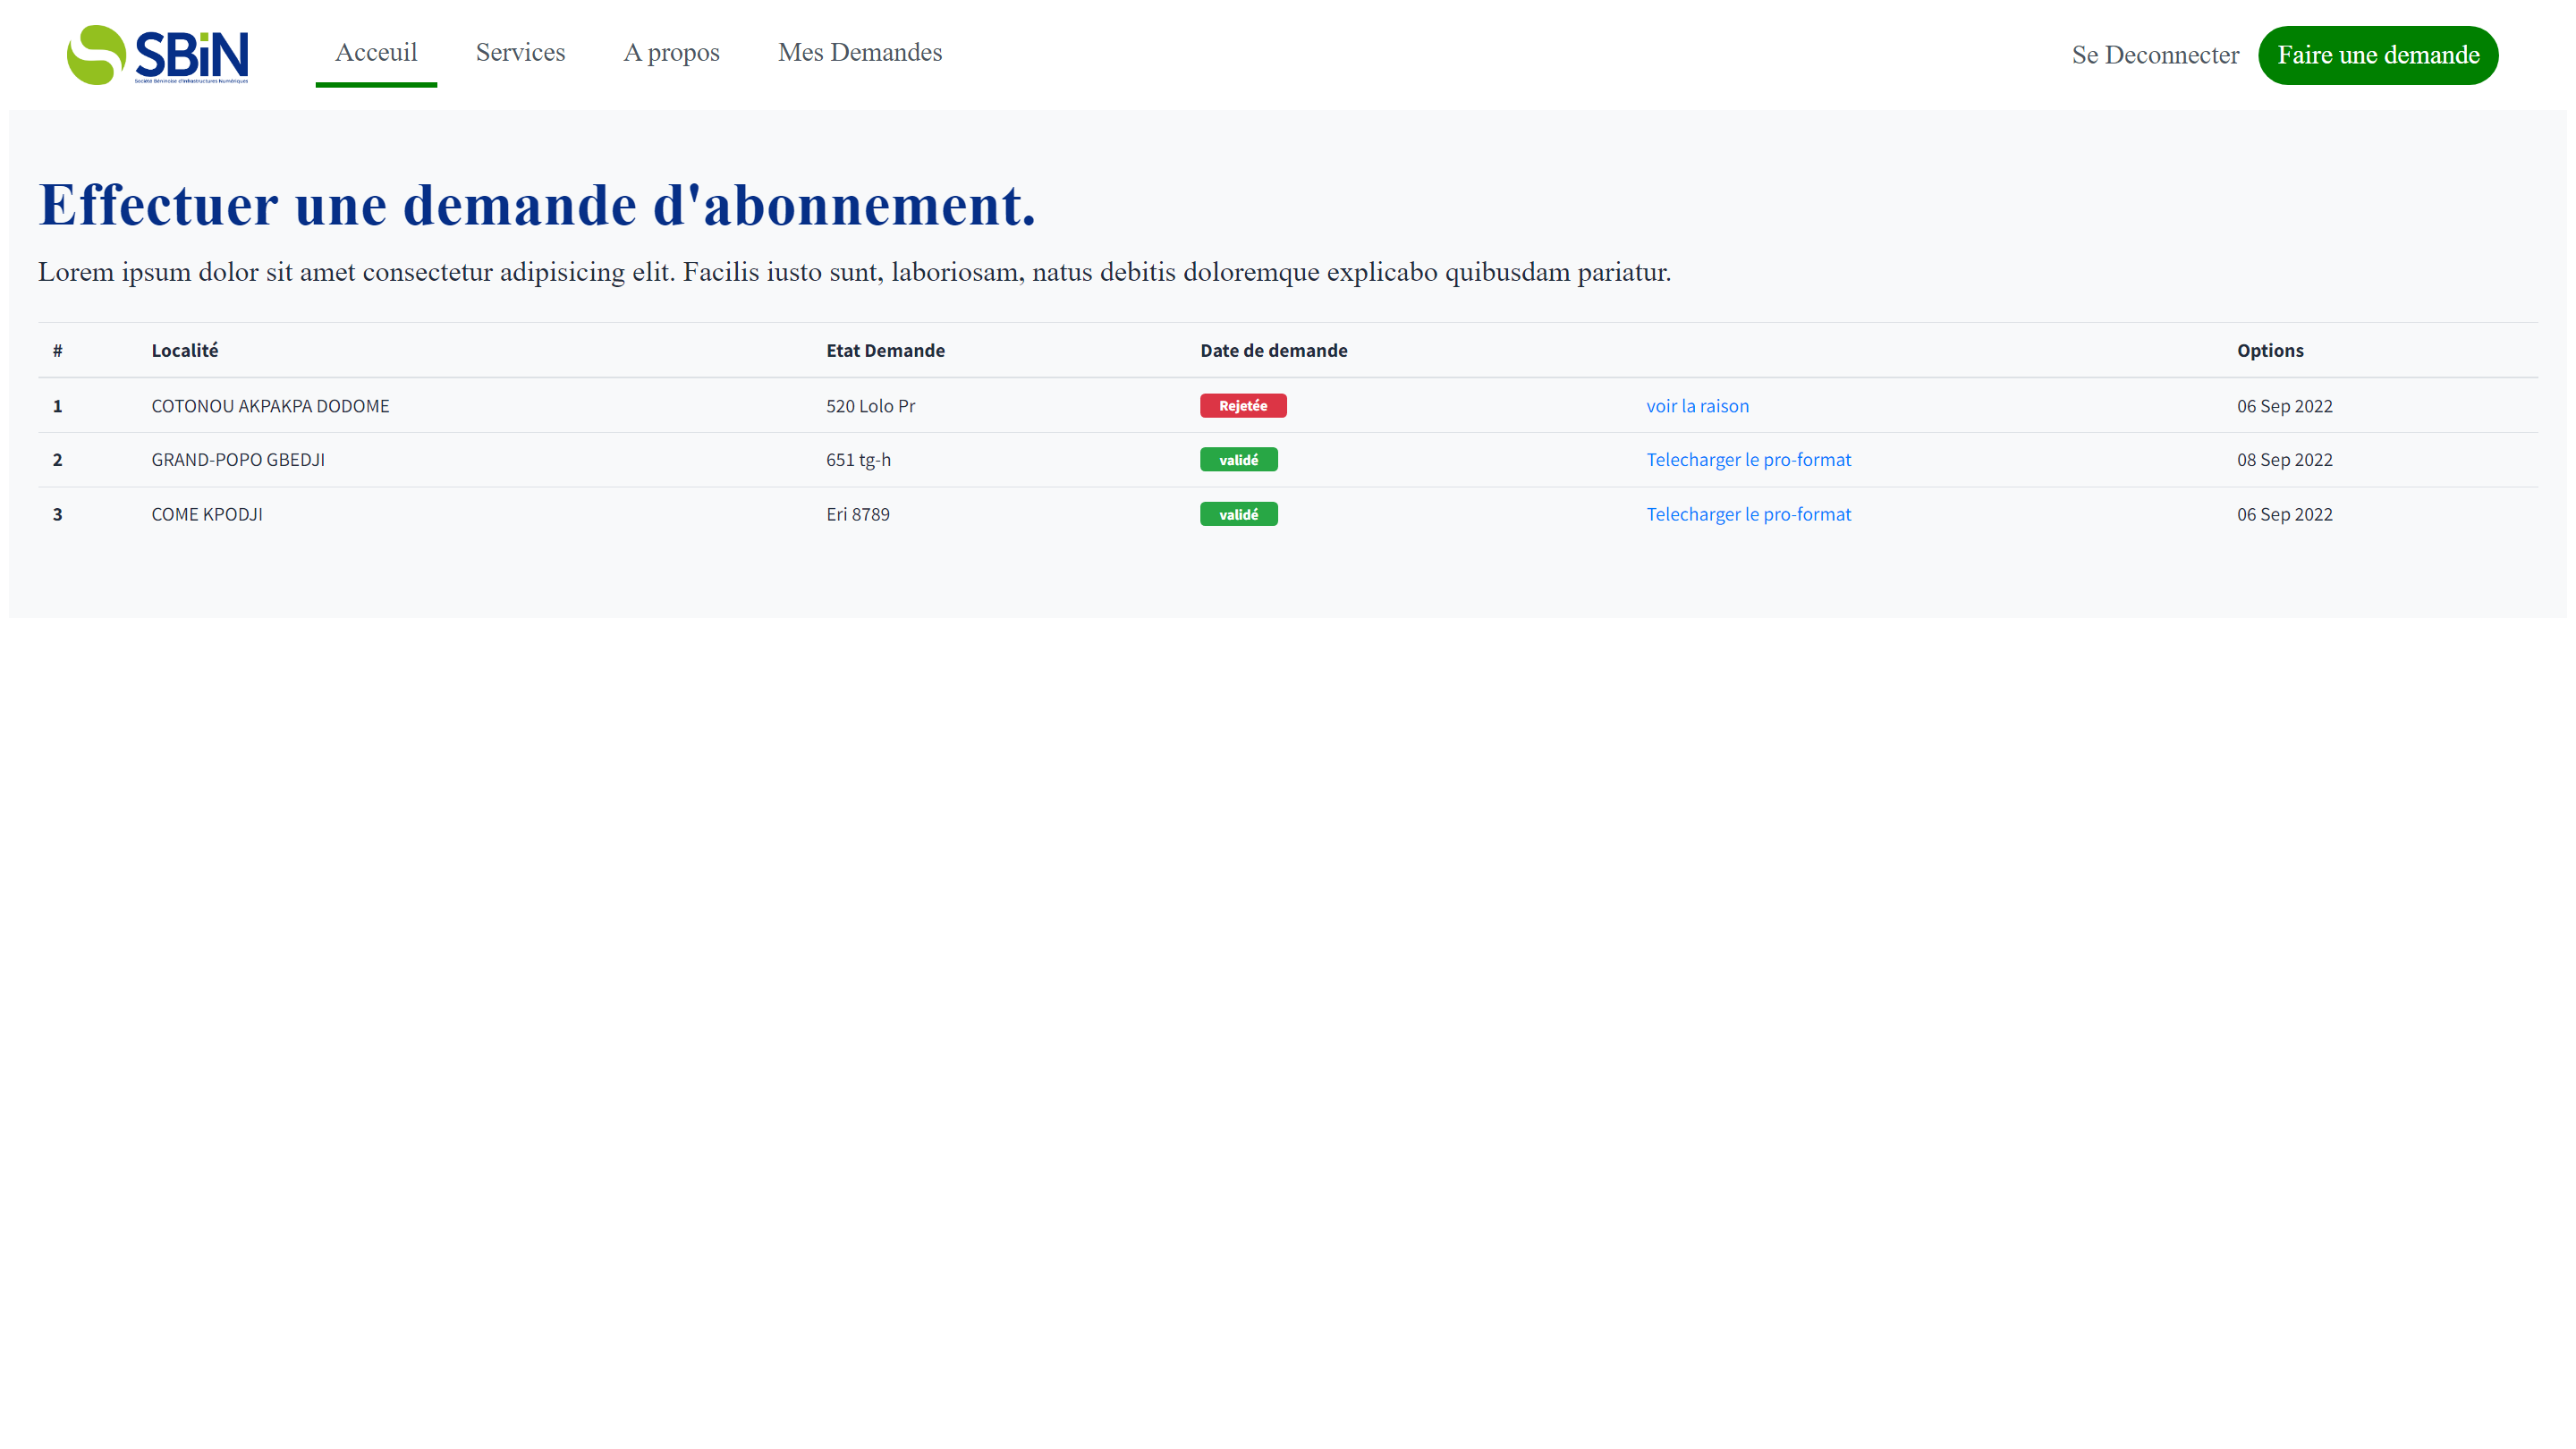 SBiN
Société Béninoise d'Infrastructures Numériques
Acceuil Services A propos Mes Demandes Se Deconnecter Faire une demande
Effectuer une demande d'abonnement.
Lorem ipsum dolor sit amet consectetur adipisicing elit. Facilis iusto sunt, laboriosam, natus debitis doloremque explicabo quibusdam pariatur.
# Localité Etat Demande Date de demande Options
1 COTONOU AKPAKPA DODOME 520 Lolo Pr Rejetée voir la raison 06 Sep 2022
2 GRAND-POPO GBEDJI 651 tg-h validé Telecharger le pro-format 08 Sep 2022
3 COME KPODJI Eri 8789 validé Telecharger le pro-format 06 Sep 2022